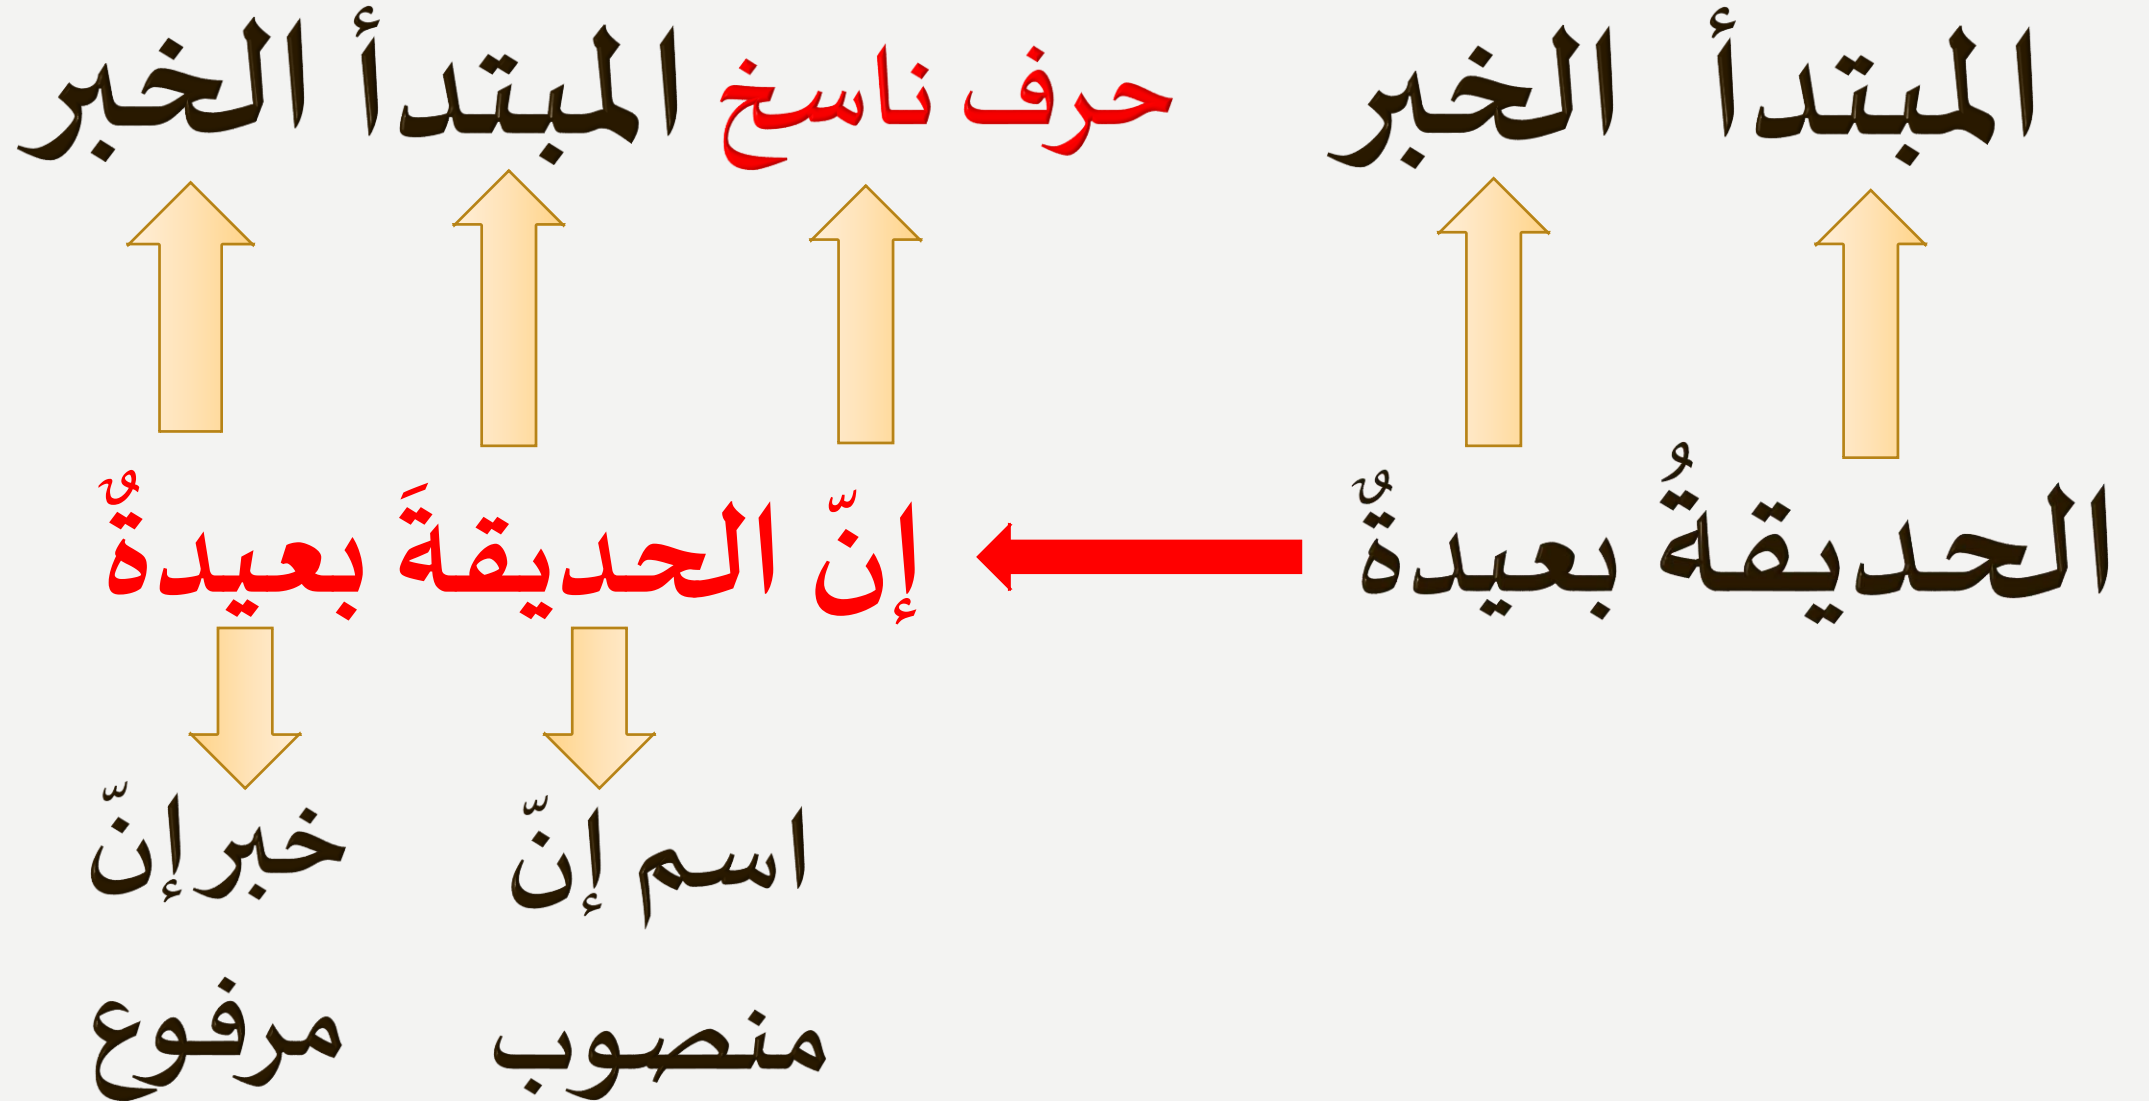 المبتدأ الخبر حرف ناسخ المبتدأ الخبر
الحديقةُ بعيدةٌ إنّ الحديقةَ بعيدةٌ
اسم إنّ خبر إنّ
منصوب مرفوع